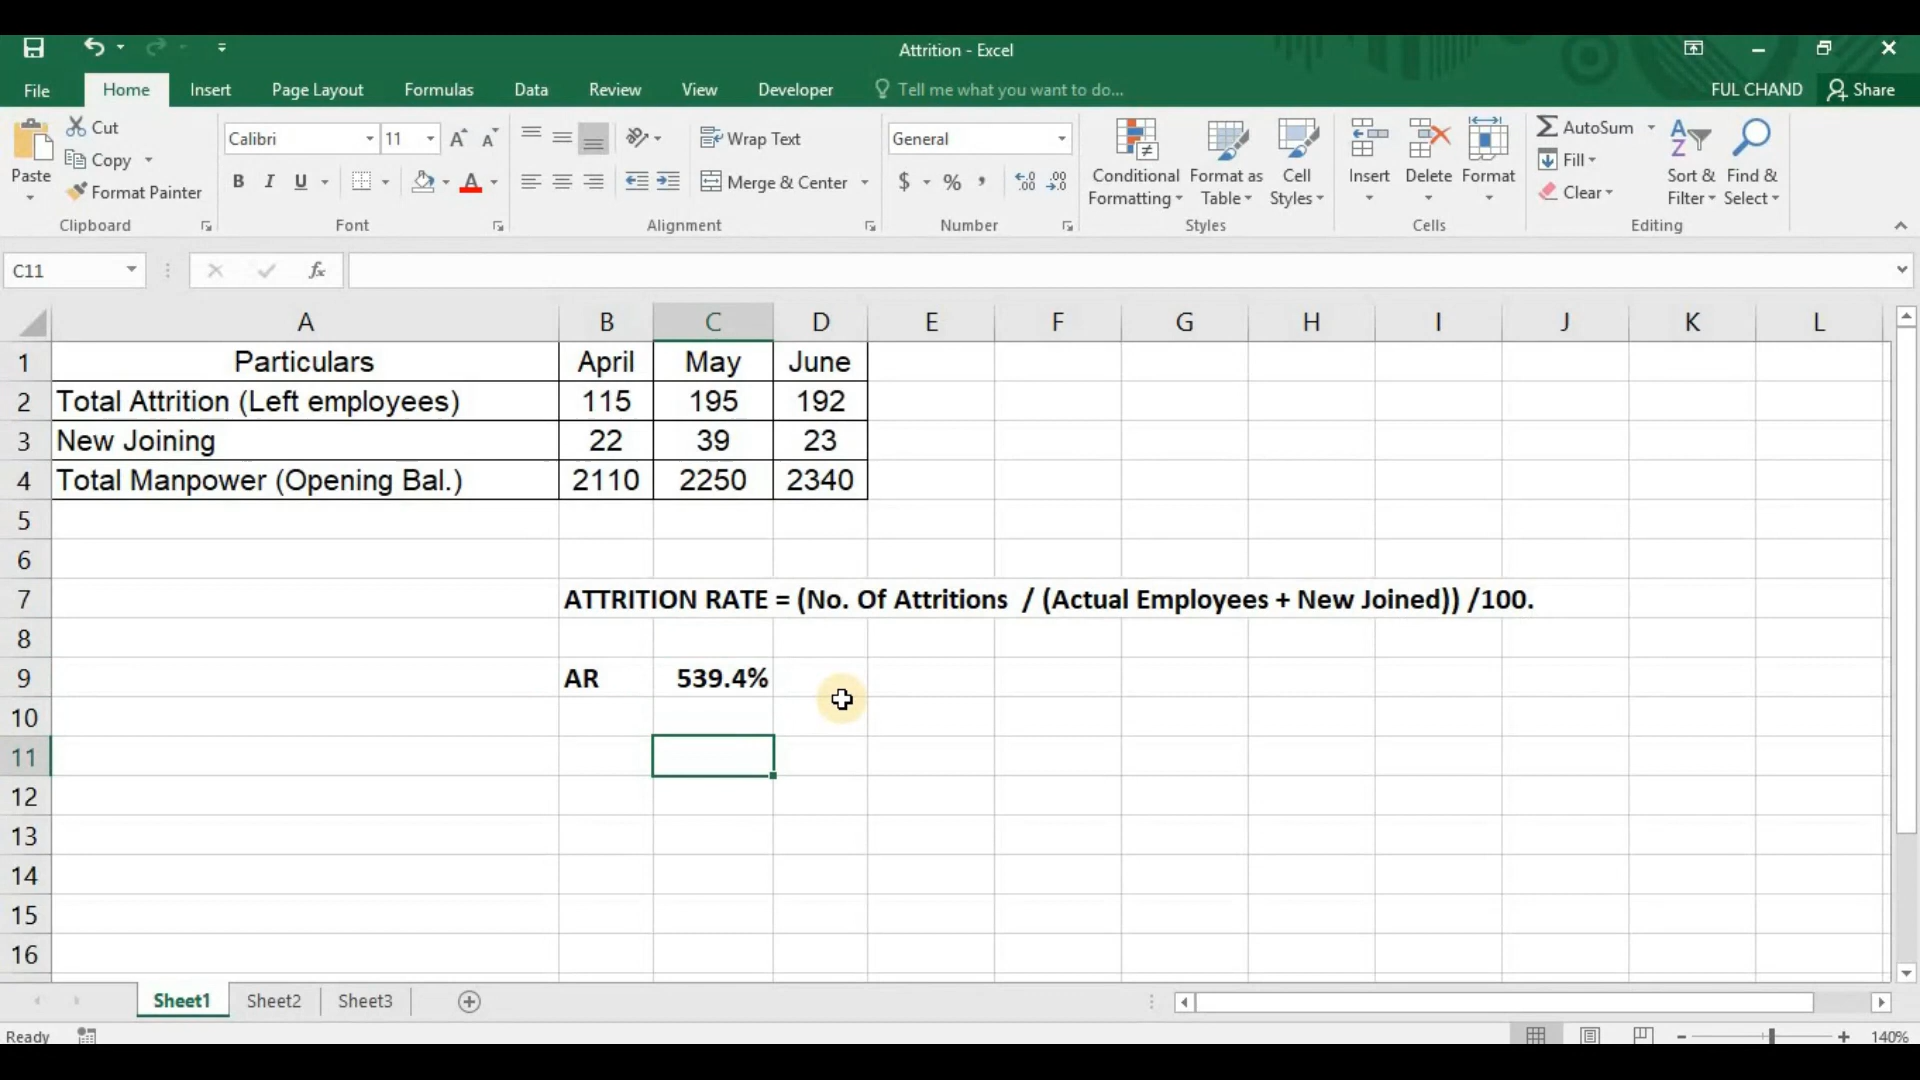 Attrition - Excel
File Home Insert Page Layout Formulas Data Review View Developer Tell me what you want to do... FUL CHAND Share
Paste
Cut
Copy
Format Painter
Clipboard
Calibri 11
B I U A
Font
Wrap Text
Merge & Center
Alignment
General
$ % ,
Number
Conditional Formatting
Format as Table
Cell Styles
Styles
Insert Delete Format
Cells
AutoSum
Fill
Clear
Sort & Filter
Find & Select
Editing
C11 fx
A B C D E F G H I J K L
1 Particulars April May June
2 Total Attrition (Left employees) 115 195 192
3 New Joining 22 39 23
4 Total Manpower (Opening Bal.) 2110 2250 2340
5
6
7 ATTRITION RATE = (No. Of Attritions / (Actual Employees + New Joined)) /100.
8
9 AR 539.4%
10
11
12
13
14
15
16
Sheet1 Sheet2 Sheet3
Ready 140%